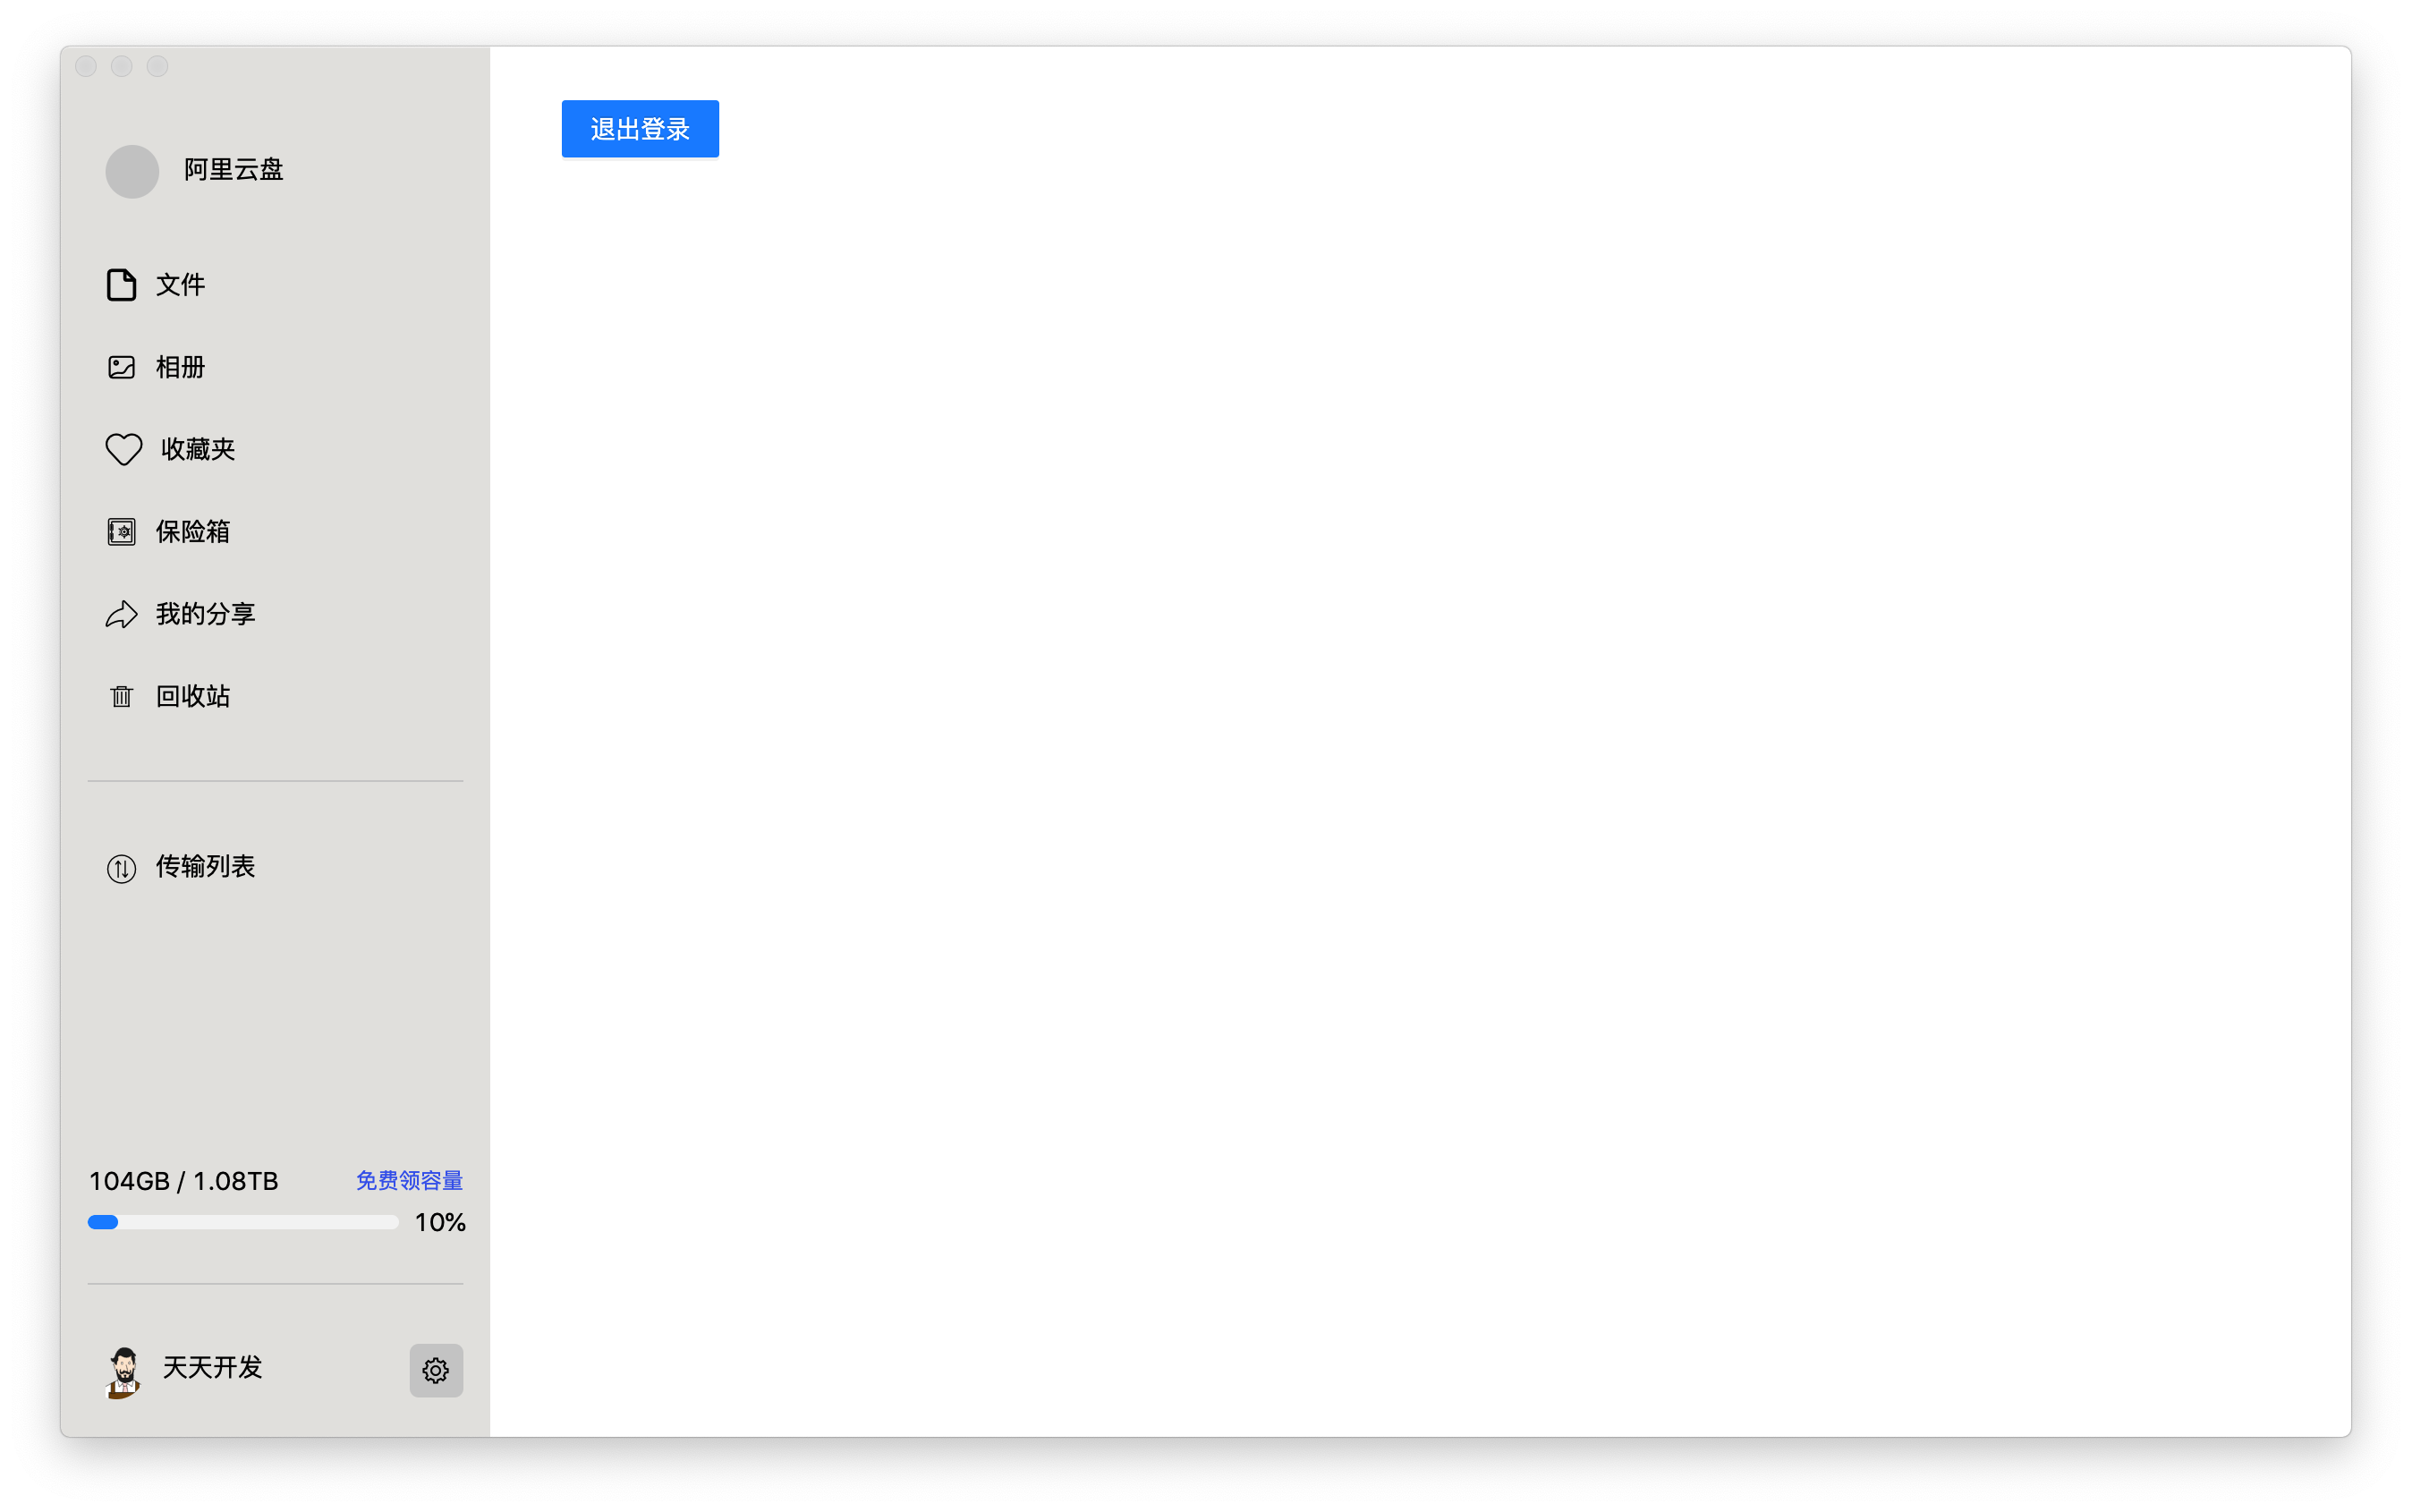 阿里云盘
文件
相册
收藏夹
保险箱
我的分享
回收站
传输列表
104GB / 1.08TB 免费领容量
10%
天天开发
退出登录